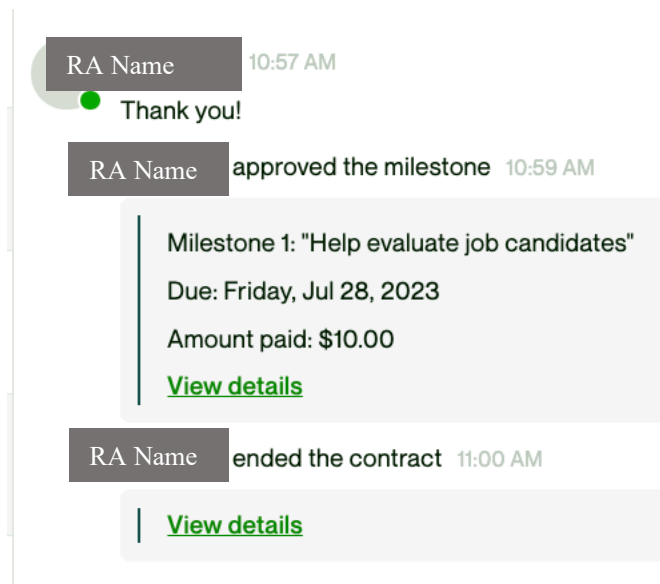 RA Name 10:57 AM
Thank you!
RA Name approved the milestone 10:59 AM
Milestone 1: "Help evaluate job candidates"
Due: Friday, Jul 28, 2023
Amount paid: $10.00
View details
RA Name ended the contract 11:00 AM
View details